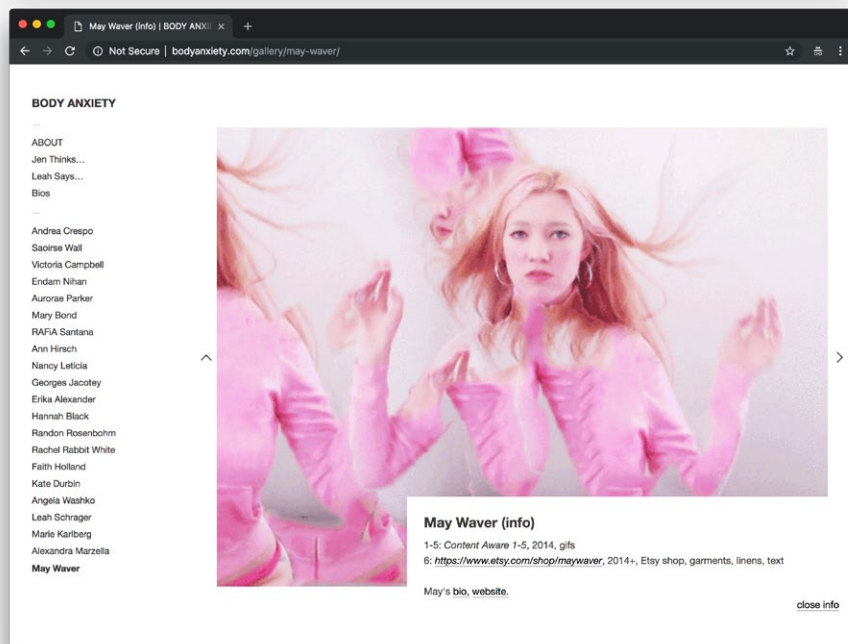 May Waver (info) | BODY ANXI
Not Secure | bodyanxiety.com/gallery/may-waver/
BODY ANXIETY
ABOUT
Jen Thinks...
Leah Says...
Bios
Andrea Crespo
Saoirse Wall
Victoria Campbell
Endam Nihan
Aurorae Parker
Mary Bond
RAFiA Santana
Ann Hirsch
Nancy Leticia
Georges Jacotey
Erika Alexander
Hannah Black
Randon Rosenbohm
Rachel Rabbit White
Faith Holland
Kate Durbin
Angela Washko
Leah Schrager
Marie Karlberg
Alexandra Marzella
May Waver
May Waver (info)
1-5: Content Aware 1-5, 2014, gifs
6: https://www.etsy.com/shop/maywaver, 2014+, Etsy shop, garments, linens, text
May's bio, website.
close info